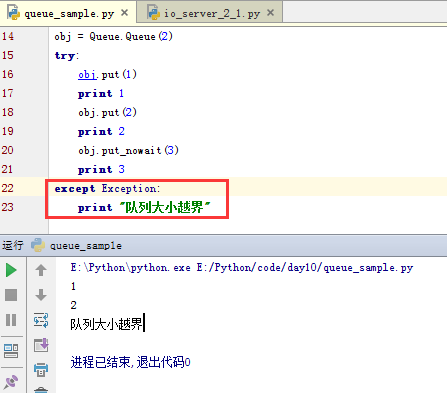 queue_sample.py × io_server_2_1.py ×
14 obj = Queue.Queue(2)
15 try:
16 obj.put(1)
17 print 1
18 obj.put(2)
19 print 2
20 obj.put_nowait(3)
21 print 3
22 except Exception:
23 print "队列大小越界"
运行 queue_sample
E:\Python\python.exe E:/Python/code/day10/queue_sample.py
1
2
队列大小越界
进程已结束,退出代码0